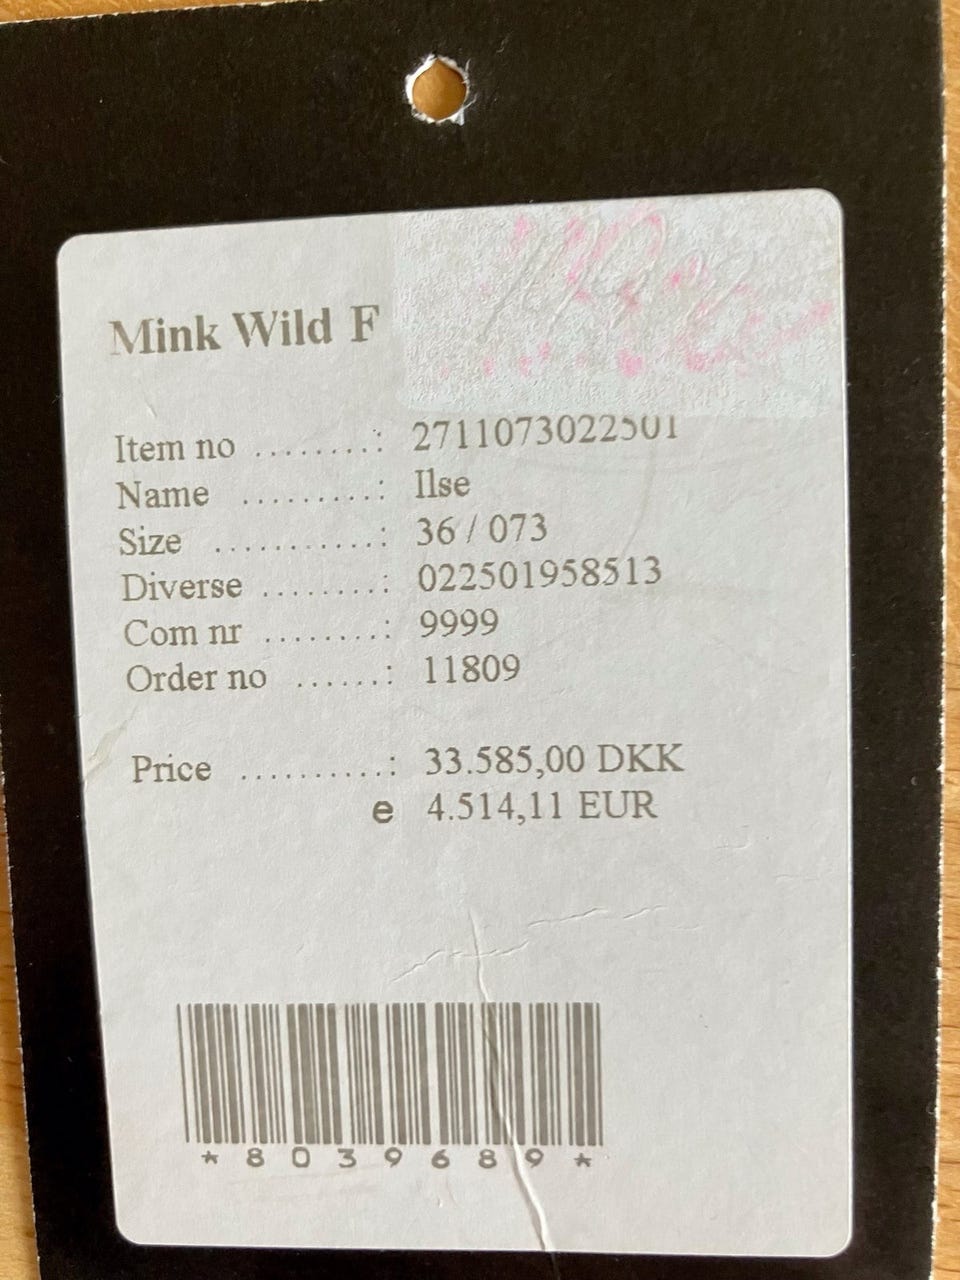 Mink Wild F
Item no ........: 2711073022501
Name ..........: Ilse
Size ............: 36 / 073
Diverse .........: 022501958513
Com nr ........: 9999
Order no ......: 11809
Price ..........: 33.585,00 DKK
e 4.514,11 EUR
*8039689*